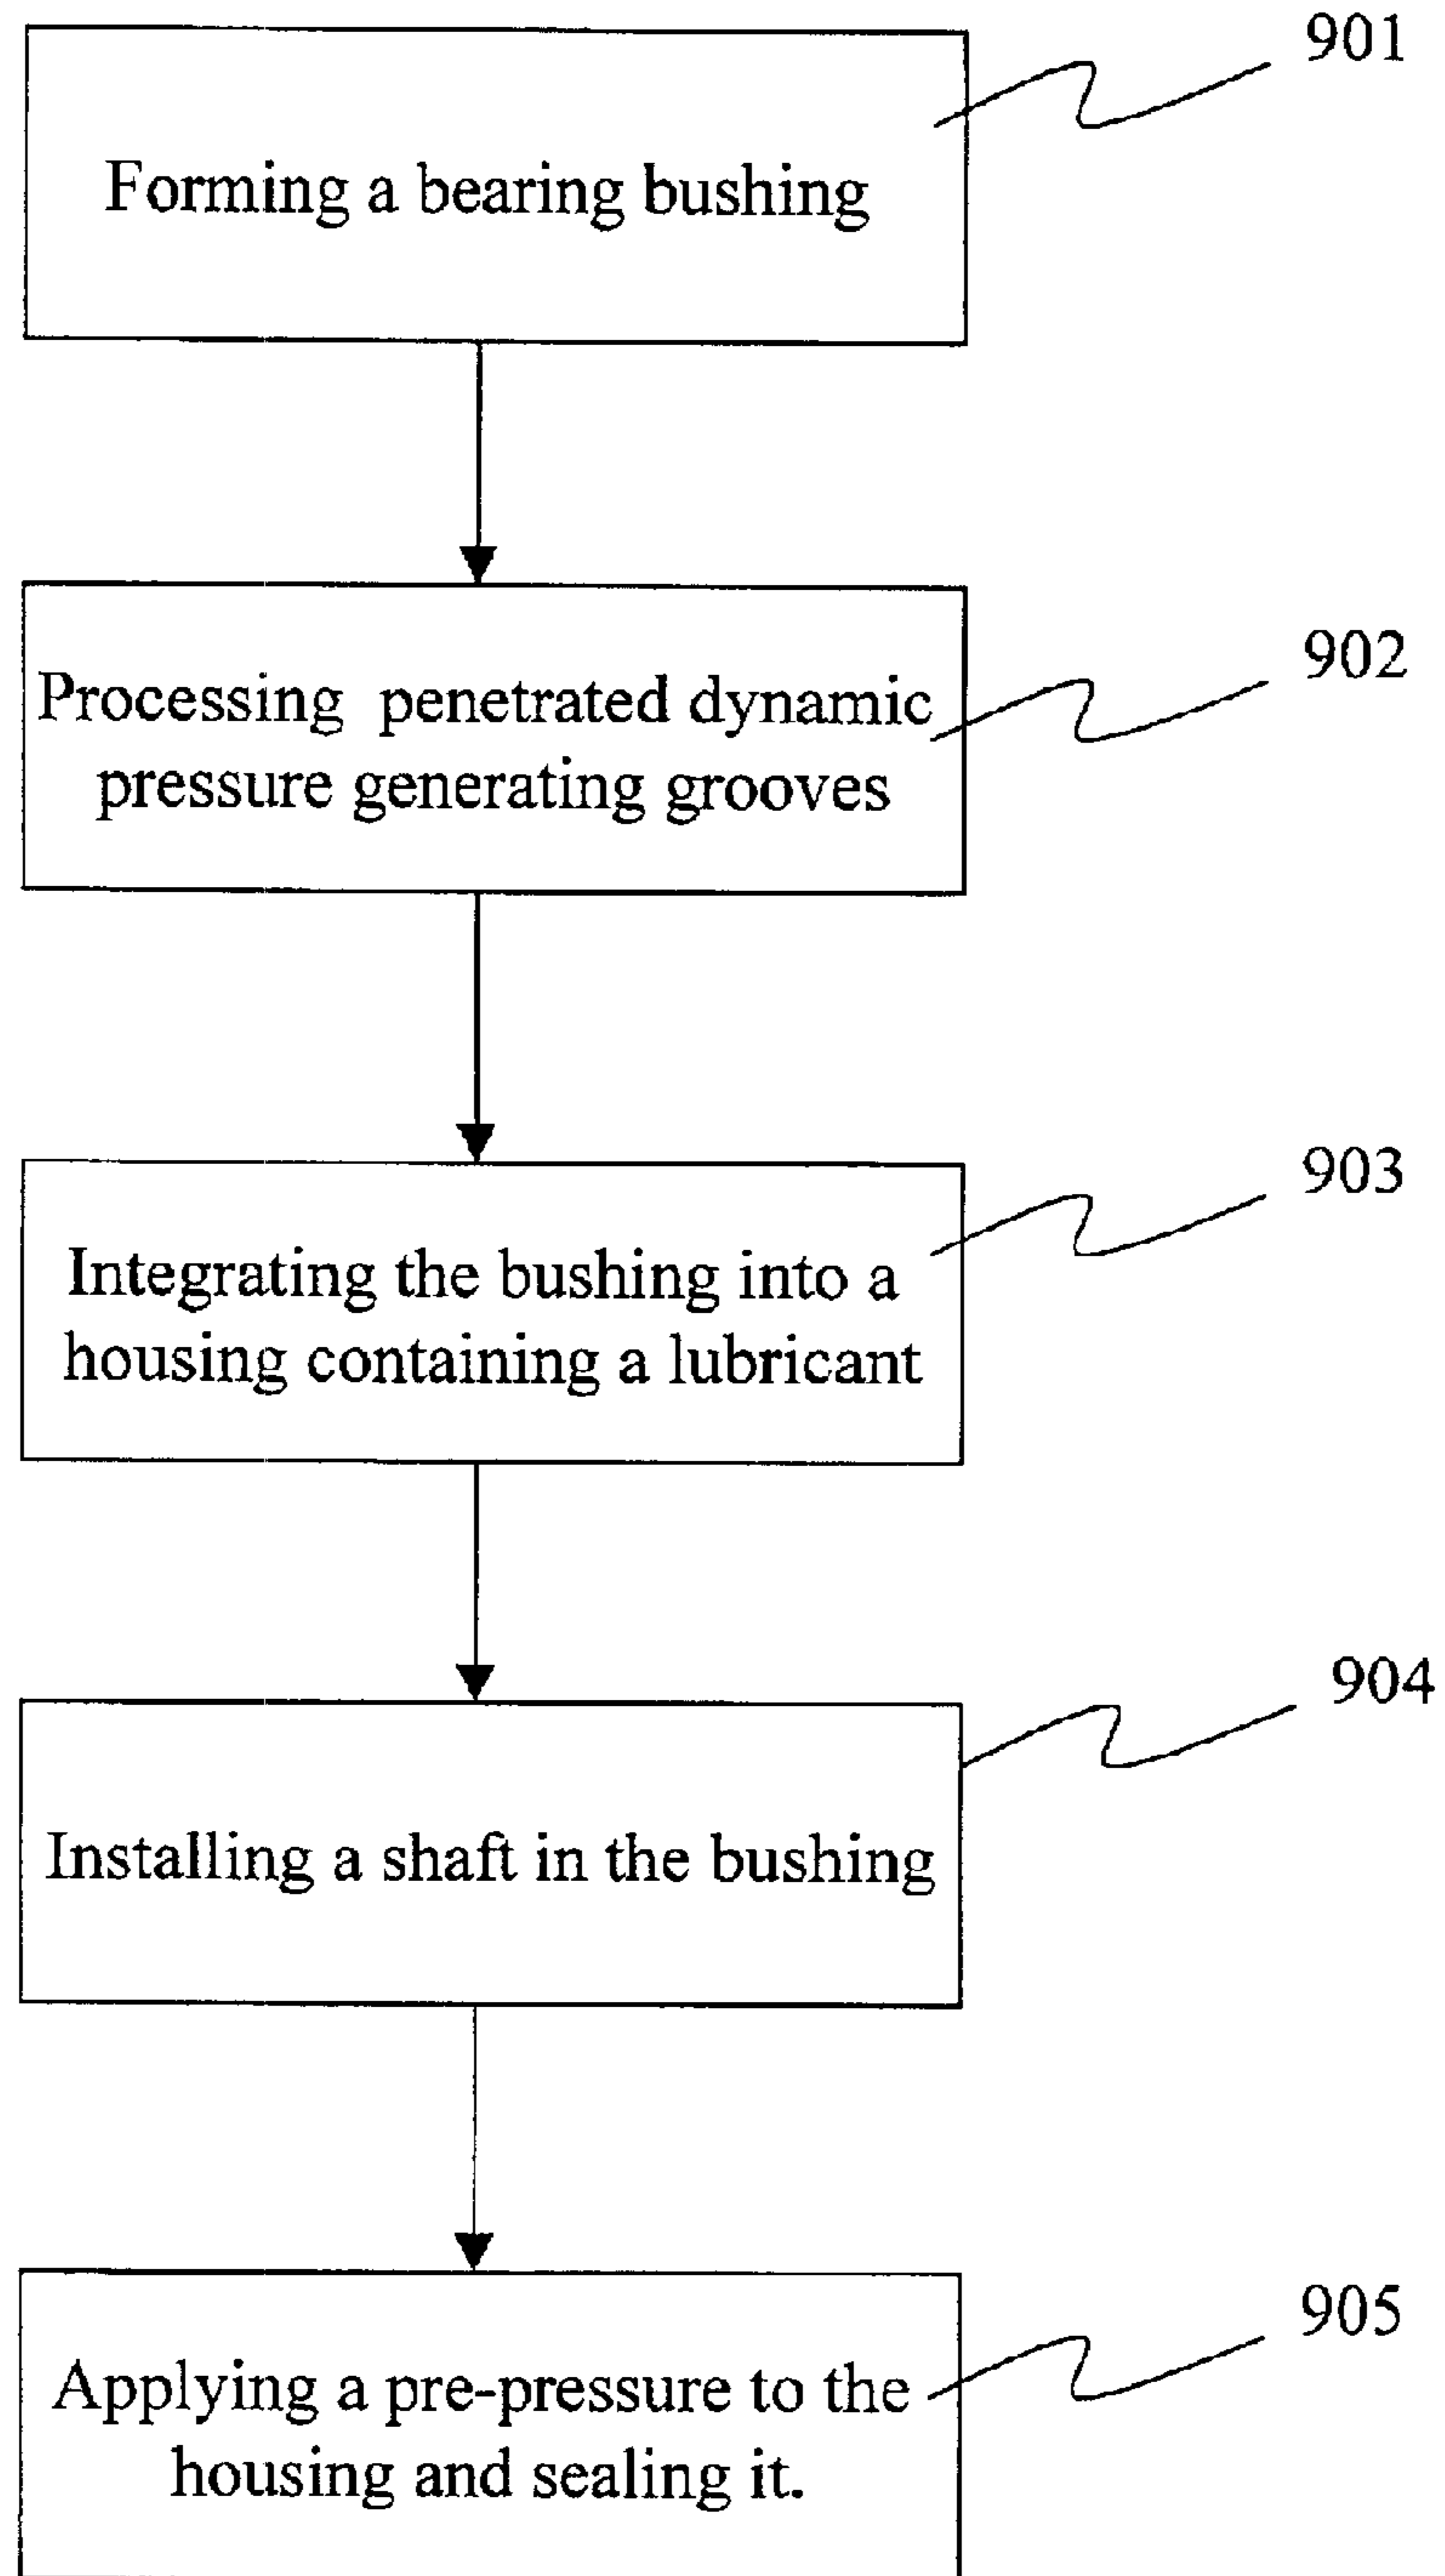 901
Forming a bearing bushing
902
Processing penetrated dynamic
pressure generating grooves
903
Integrating the bushing into a
housing containing a lubricant
904
Installing a shaft in the bushing
905
Applying a pre-pressure to the
housing and sealing it.